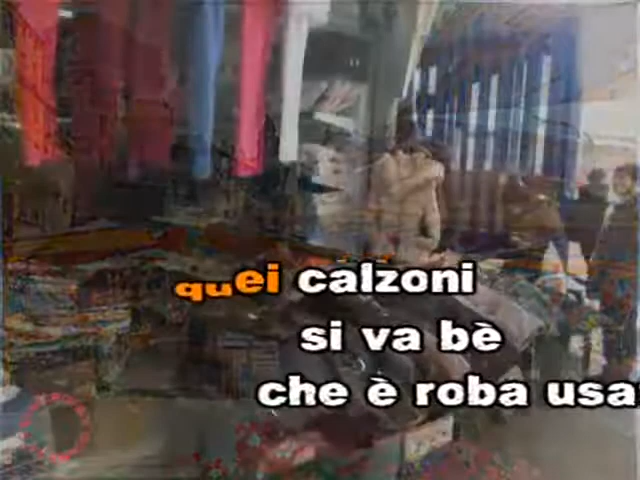 quei calzoni
si va bè
che è roba usa